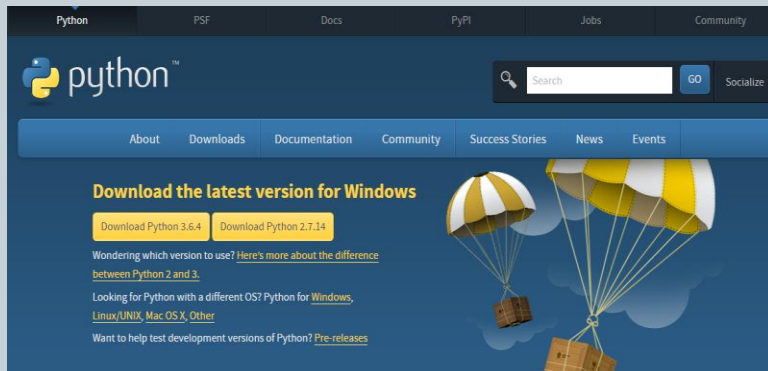 Python PSF Docs PyPI Jobs Community
python™
Search GO Socialize
About Downloads Documentation Community Success Stories News Events
Download the latest version for Windows
Download Python 3.6.4 Download Python 2.7.14
Wondering which version to use? Here's more about the difference
between Python 2 and 3.
Looking for Python with a different OS? Python for Windows,
Linux/UNIX, Mac OS X, Other
Want to help test development versions of Python? Pre-releases